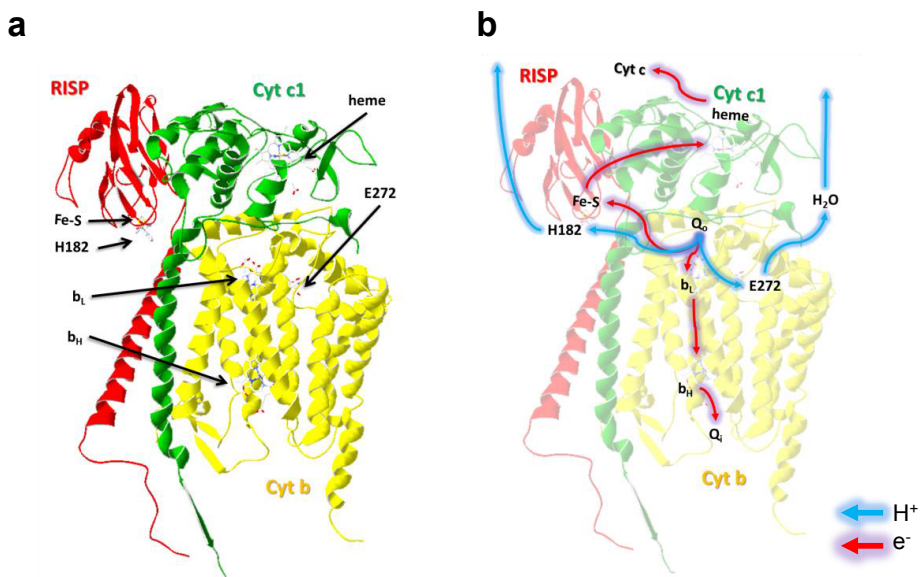 a
RISP
Cyt c1
heme
E272
Fe-S
H182
bL
bH
Cyt b
b
Cyt c
RISP
Cyt c1
heme
Fe-S
H2O
H182
Qo
E272
bL
bH
Qi
Cyt b
H+
e-